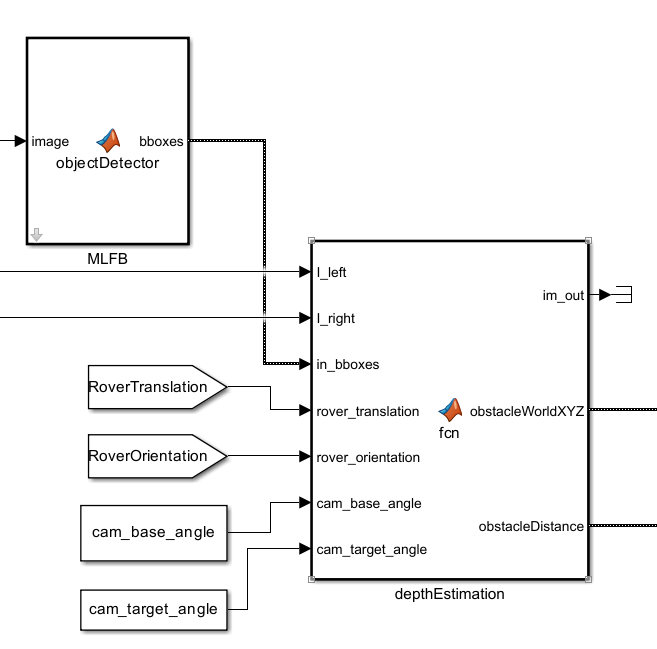 image
bboxes
objectDetector
MLFB
I_left
im_out
I_right
in_bboxes
RoverTranslation
rover_translation
obstacleWorldXYZ
fcn
RoverOrientation
rover_orientation
cam_base_angle
cam_base_angle
obstacleDistance
cam_target_angle
depthEstimation
cam_target_angle